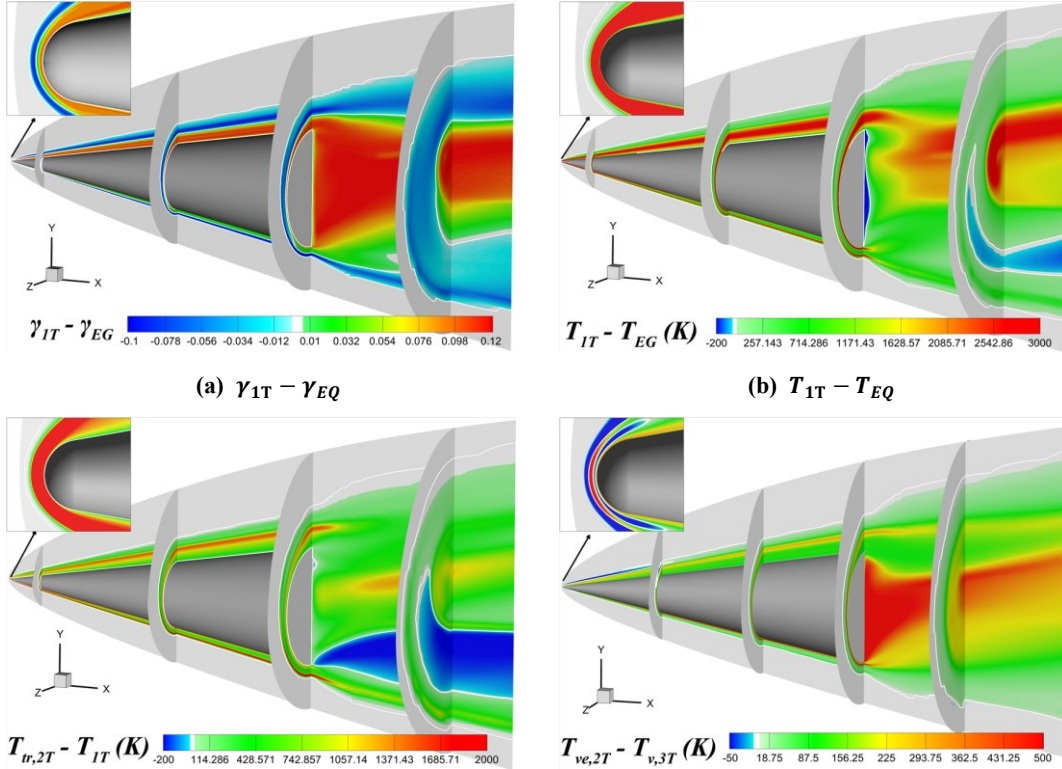 Y
X
Z
γ1T - γEG
-0.1 -0.078 -0.056 -0.034 -0.012 0.01 0.032 0.054 0.076 0.098 0.12
(a) γ1T − γEQ
Y
X
Z
T1T - TEG (K)
-200 257.143 714.286 1171.43 1628.57 2085.71 2542.86 3000
(b) T1T − TEQ
Y
X
Z
Ttr,2T - T1T (K)
-200 114.286 428.571 742.857 1057.14 1371.43 1685.71 2000
Y
X
Z
Tve,2T - Tv,3T (K)
-50 18.75 87.5 156.25 225 293.75 362.5 431.25 500